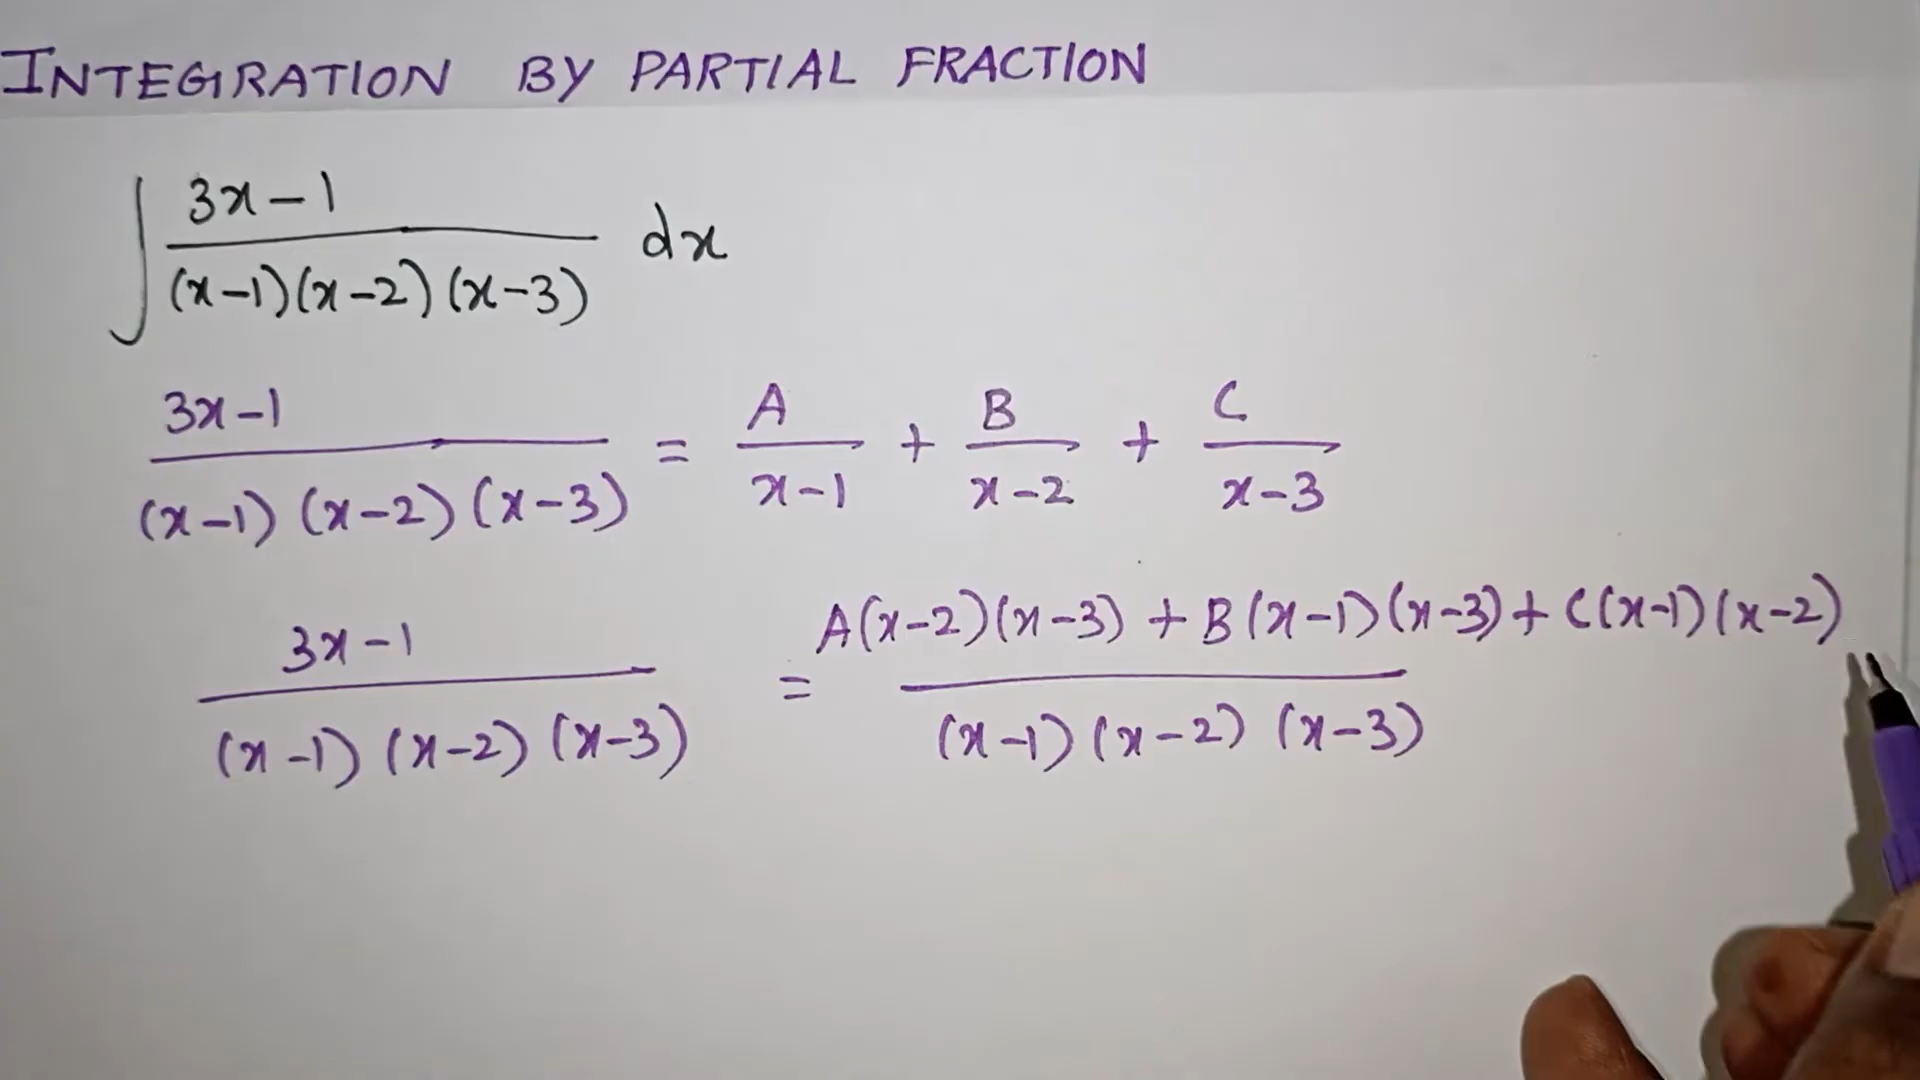 INTEGRATION BY PARTIAL FRACTION
∫ (3x-1)/((x-1)(x-2)(x-3)) dx
(3x-1)/((x-1)(x-2)(x-3)) = A/(x-1) + B/(x-2) + C/(x-3)
(3x-1)/((x-1)(x-2)(x-3)) = (A(x-2)(x-3) + B(x-1)(x-3) + C(x-1)(x-2))/((x-1)(x-2)(x-3))